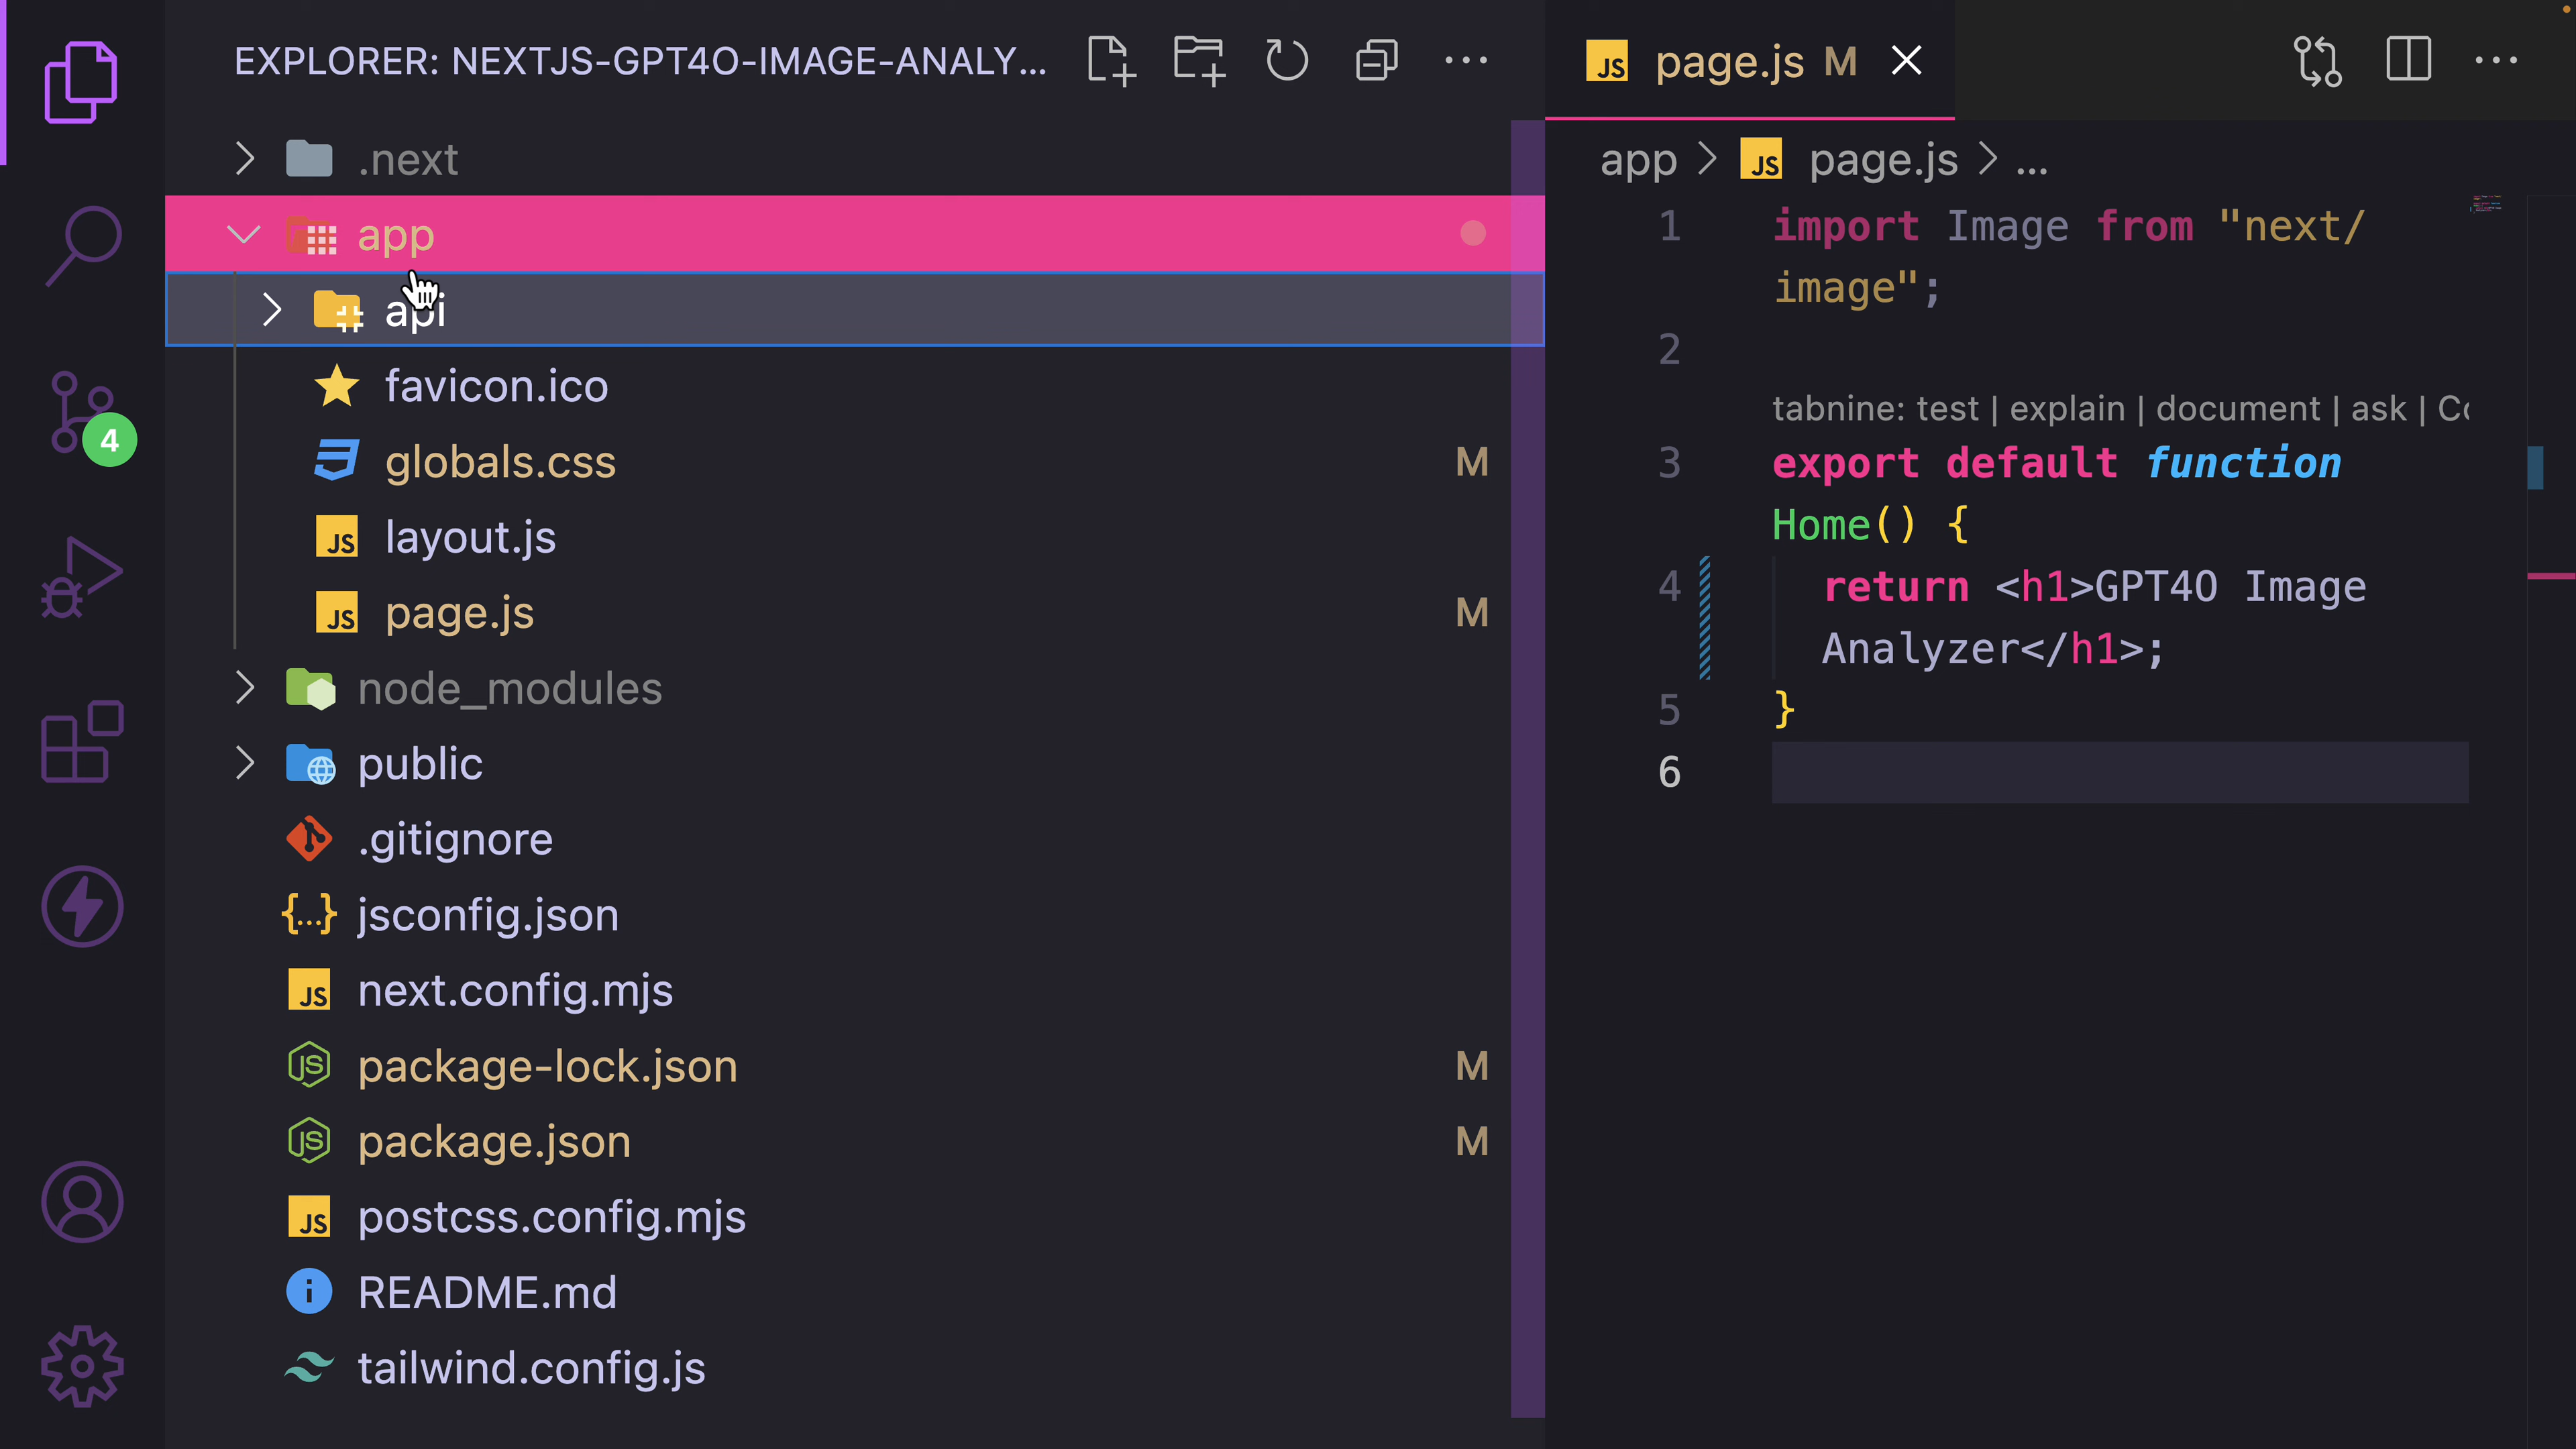 EXPLORER: NEXTJS-GPT4O-IMAGE-ANALY...
.next
app
api
favicon.ico
globals.css M
layout.js
page.js M
node_modules
public
.gitignore
jsconfig.json
next.config.mjs
package-lock.json M
package.json M
postcss.config.mjs
README.md
tailwind.config.js
4
page.js M
app > page.js > ...
1 import Image from "next/
image";
2
tabnine: test | explain | document | ask | Co
3 export default function
Home() {
4 return <h1>GPT4O Image
Analyzer</h1>;
5 }
6